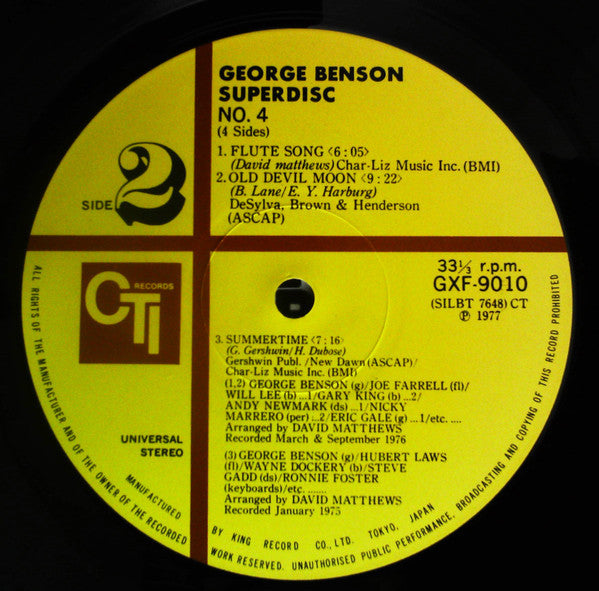 GEORGE BENSON
SUPERDISC
NO. 4
(4 Sides)
1. FLUTE SONG <6 : 05>
(David matthews) Char-Liz Music Inc. (BMI)
2. OLD DEVIL MOON <9 : 22>
(B. Lane/E. Y. Harburg)
DeSylva, Brown & Henderson
(ASCAP)
SIDE 2
CTI
RECORDS
33⅓ r.p.m.
GXF-9010
(SILBT 7648) CT
Ⓟ 1977
3. SUMMERTIME <7 : 16>
(G. Gershwin/H. Dubose)
Gershwin Publ. /New Dawn (ASCAP)/
Char-Liz Music Inc. (BMI)
(1,2) GEORGE BENSON (g)/JOE FARRELL (fl)/
WILL LEE (b) ...1/GARY KING (b) ...2/
ANDY NEWMARK (ds) ...1/NICKY
MARRERO (per) ...2/ERIC GALE (g) ...1/etc. ....
Arranged by DAVID MATTHEWS
Recorded March & September 1976
(3) GEORGE BENSON (g)/HUBERT LAWS
(fl)/WAYNE DOCKERY (b)/STEVE
GADD (ds)/RONNIE FOSTER
(keyboards)/etc. .......
Arranged by DAVID MATTHEWS
Recorded January 1975
UNIVERSAL
STEREO
MANUFACTURED BY KING RECORD CO., LTD. TOKYO, JAPAN
ALL RIGHTS OF THE MANUFACTURER AND OF THE OWNER OF THE RECORDED WORK RESERVED. UNAUTHORISED PUBLIC PERFORMANCE, BROADCASTING AND COPYING OF THIS RECORD PROHIBITED